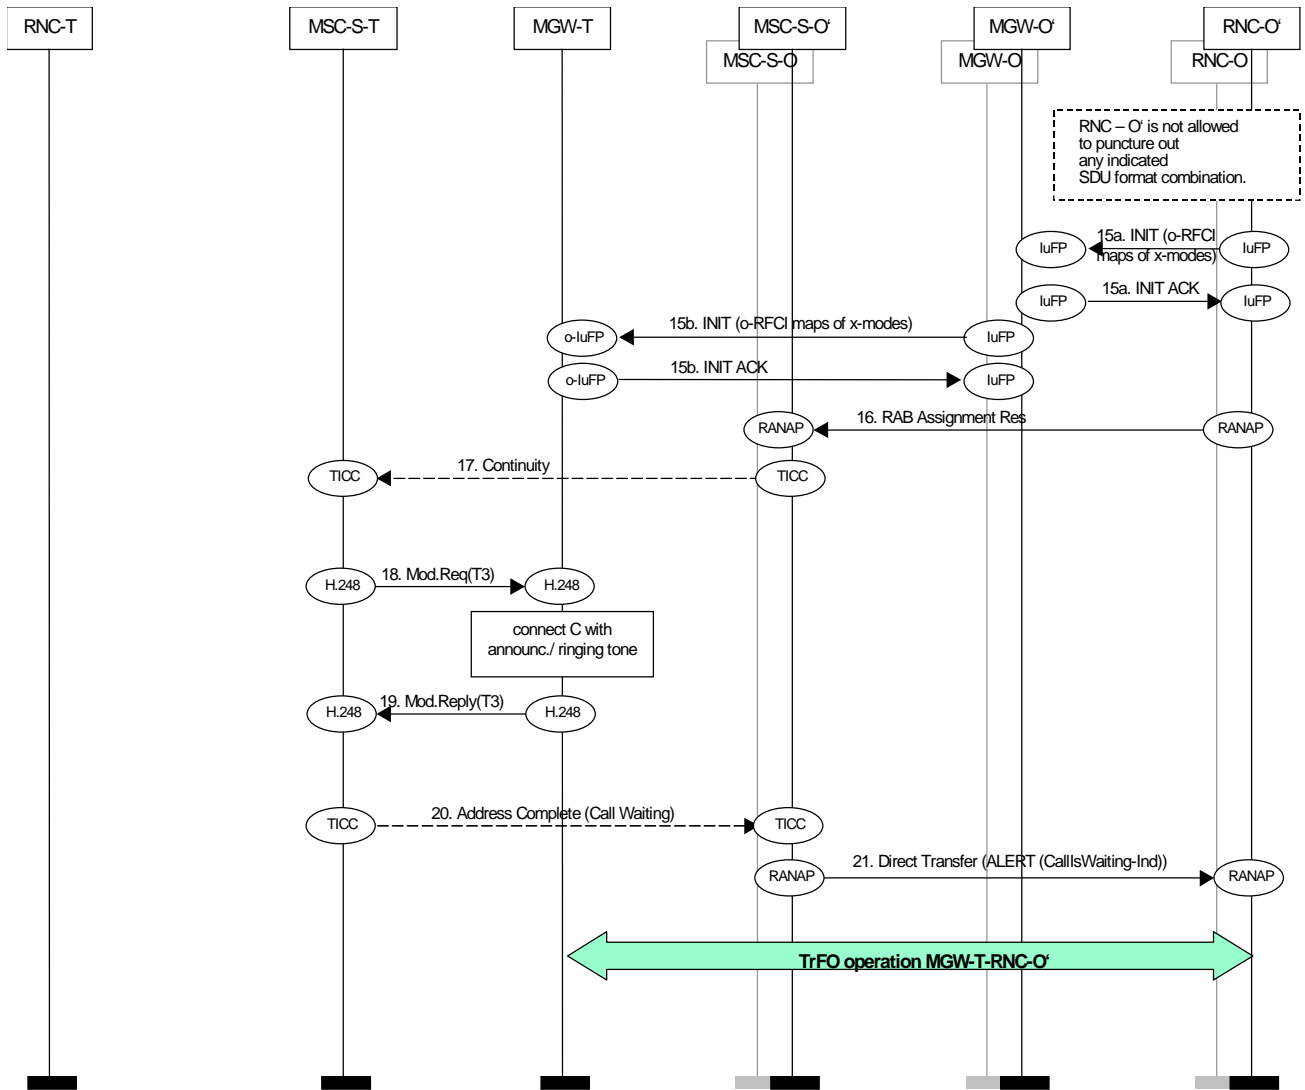 RNC-T
MSC-S-T
MGW-T
MSC-S-O‘
MGW-O‘
RNC-O‘
MSC-S-O
MGW-O
RNC-O
RNC – O‘ is not allowed
to puncture out
any indicated
SDU format combination.
IuFP
15a. INIT (o-RFCI
maps of x-modes)
IuFP
IuFP
15a. INIT ACK
IuFP
o-IuFP
15b. INIT (o-RFCI maps of x-modes)
IuFP
o-IuFP
15b. INIT ACK
IuFP
RANAP
16. RAB Assignment Res
RANAP
TICC
17. Continuity
TICC
H.248
18. Mod.Req(T3)
H.248
connect C with
announc./ ringing tone
H.248
19. Mod.Reply(T3)
H.248
TICC
20. Address Complete (Call Waiting)
TICC
RANAP
21. Direct Transfer (ALERT (CallIsWaiting-Ind))
RANAP
TrFO operation MGW-T-RNC-O‘